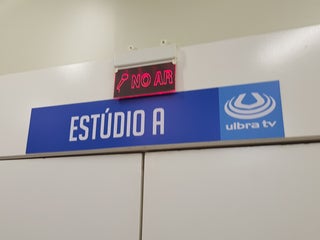 NO AR
ESTÚDIO A
ulbra tv